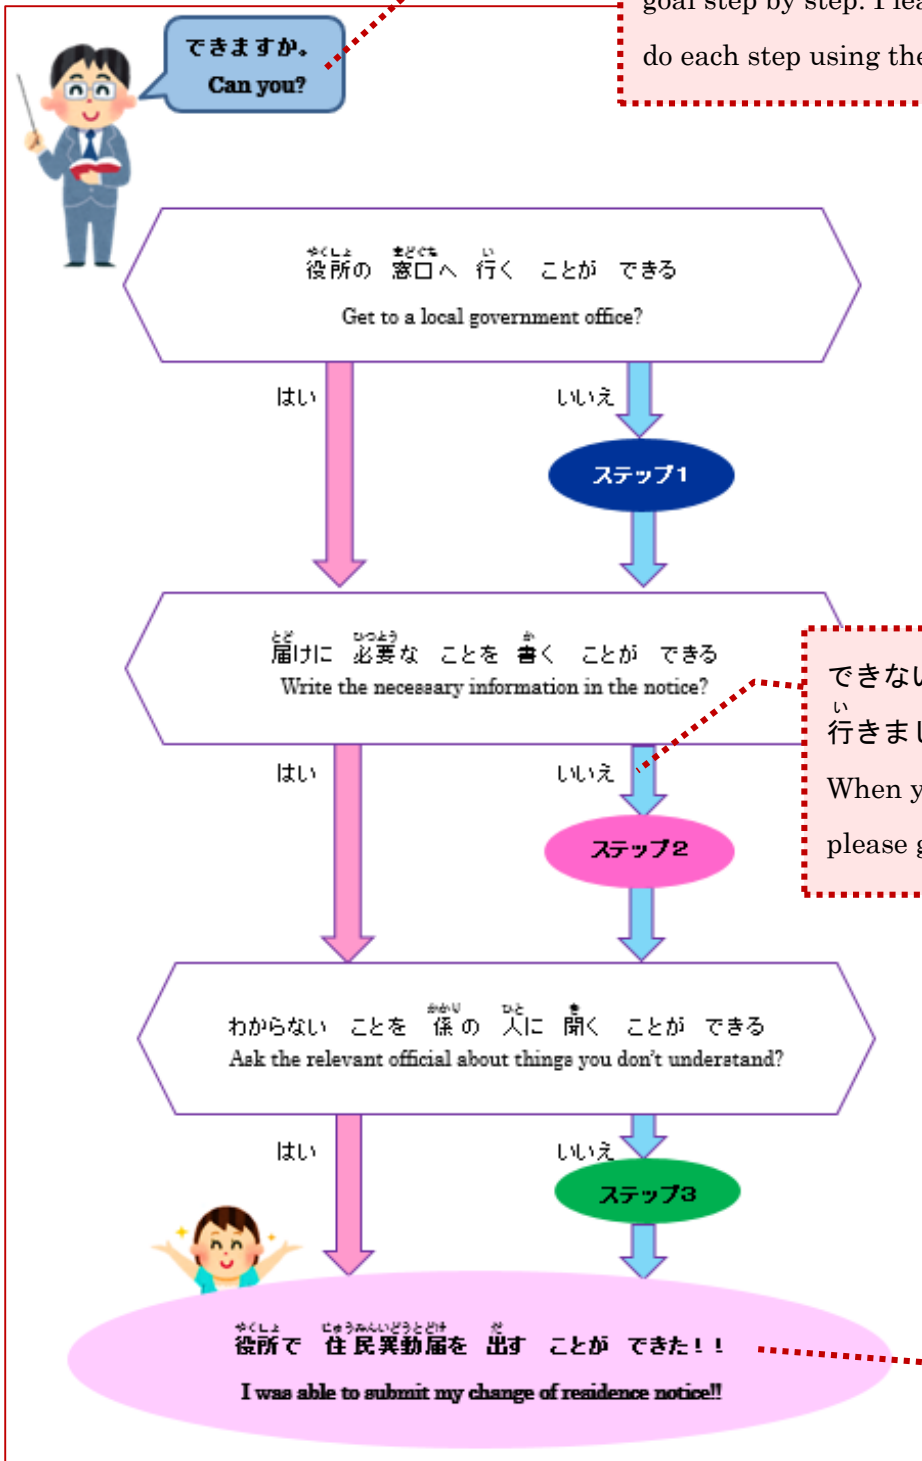 goal step by step. Plea
do each step using the
できますか。
Can you?
役所の 窓口へ 行く ことが できる
Get to a local government office?
はい
いいえ
ステップ1
届けに 必要な ことを 書く ことが できる
Write the necessary information in the notice?
はい
いいえ
ステップ2
できない
行きまし
When y
please g
わからない ことを 係の 人に 聞く ことが できる
Ask the relevant official about things you don't understand?
はい
いいえ
ステップ3
役所で 住民異動届を 出す ことが できた！！
I was able to submit my change of residence notice!!